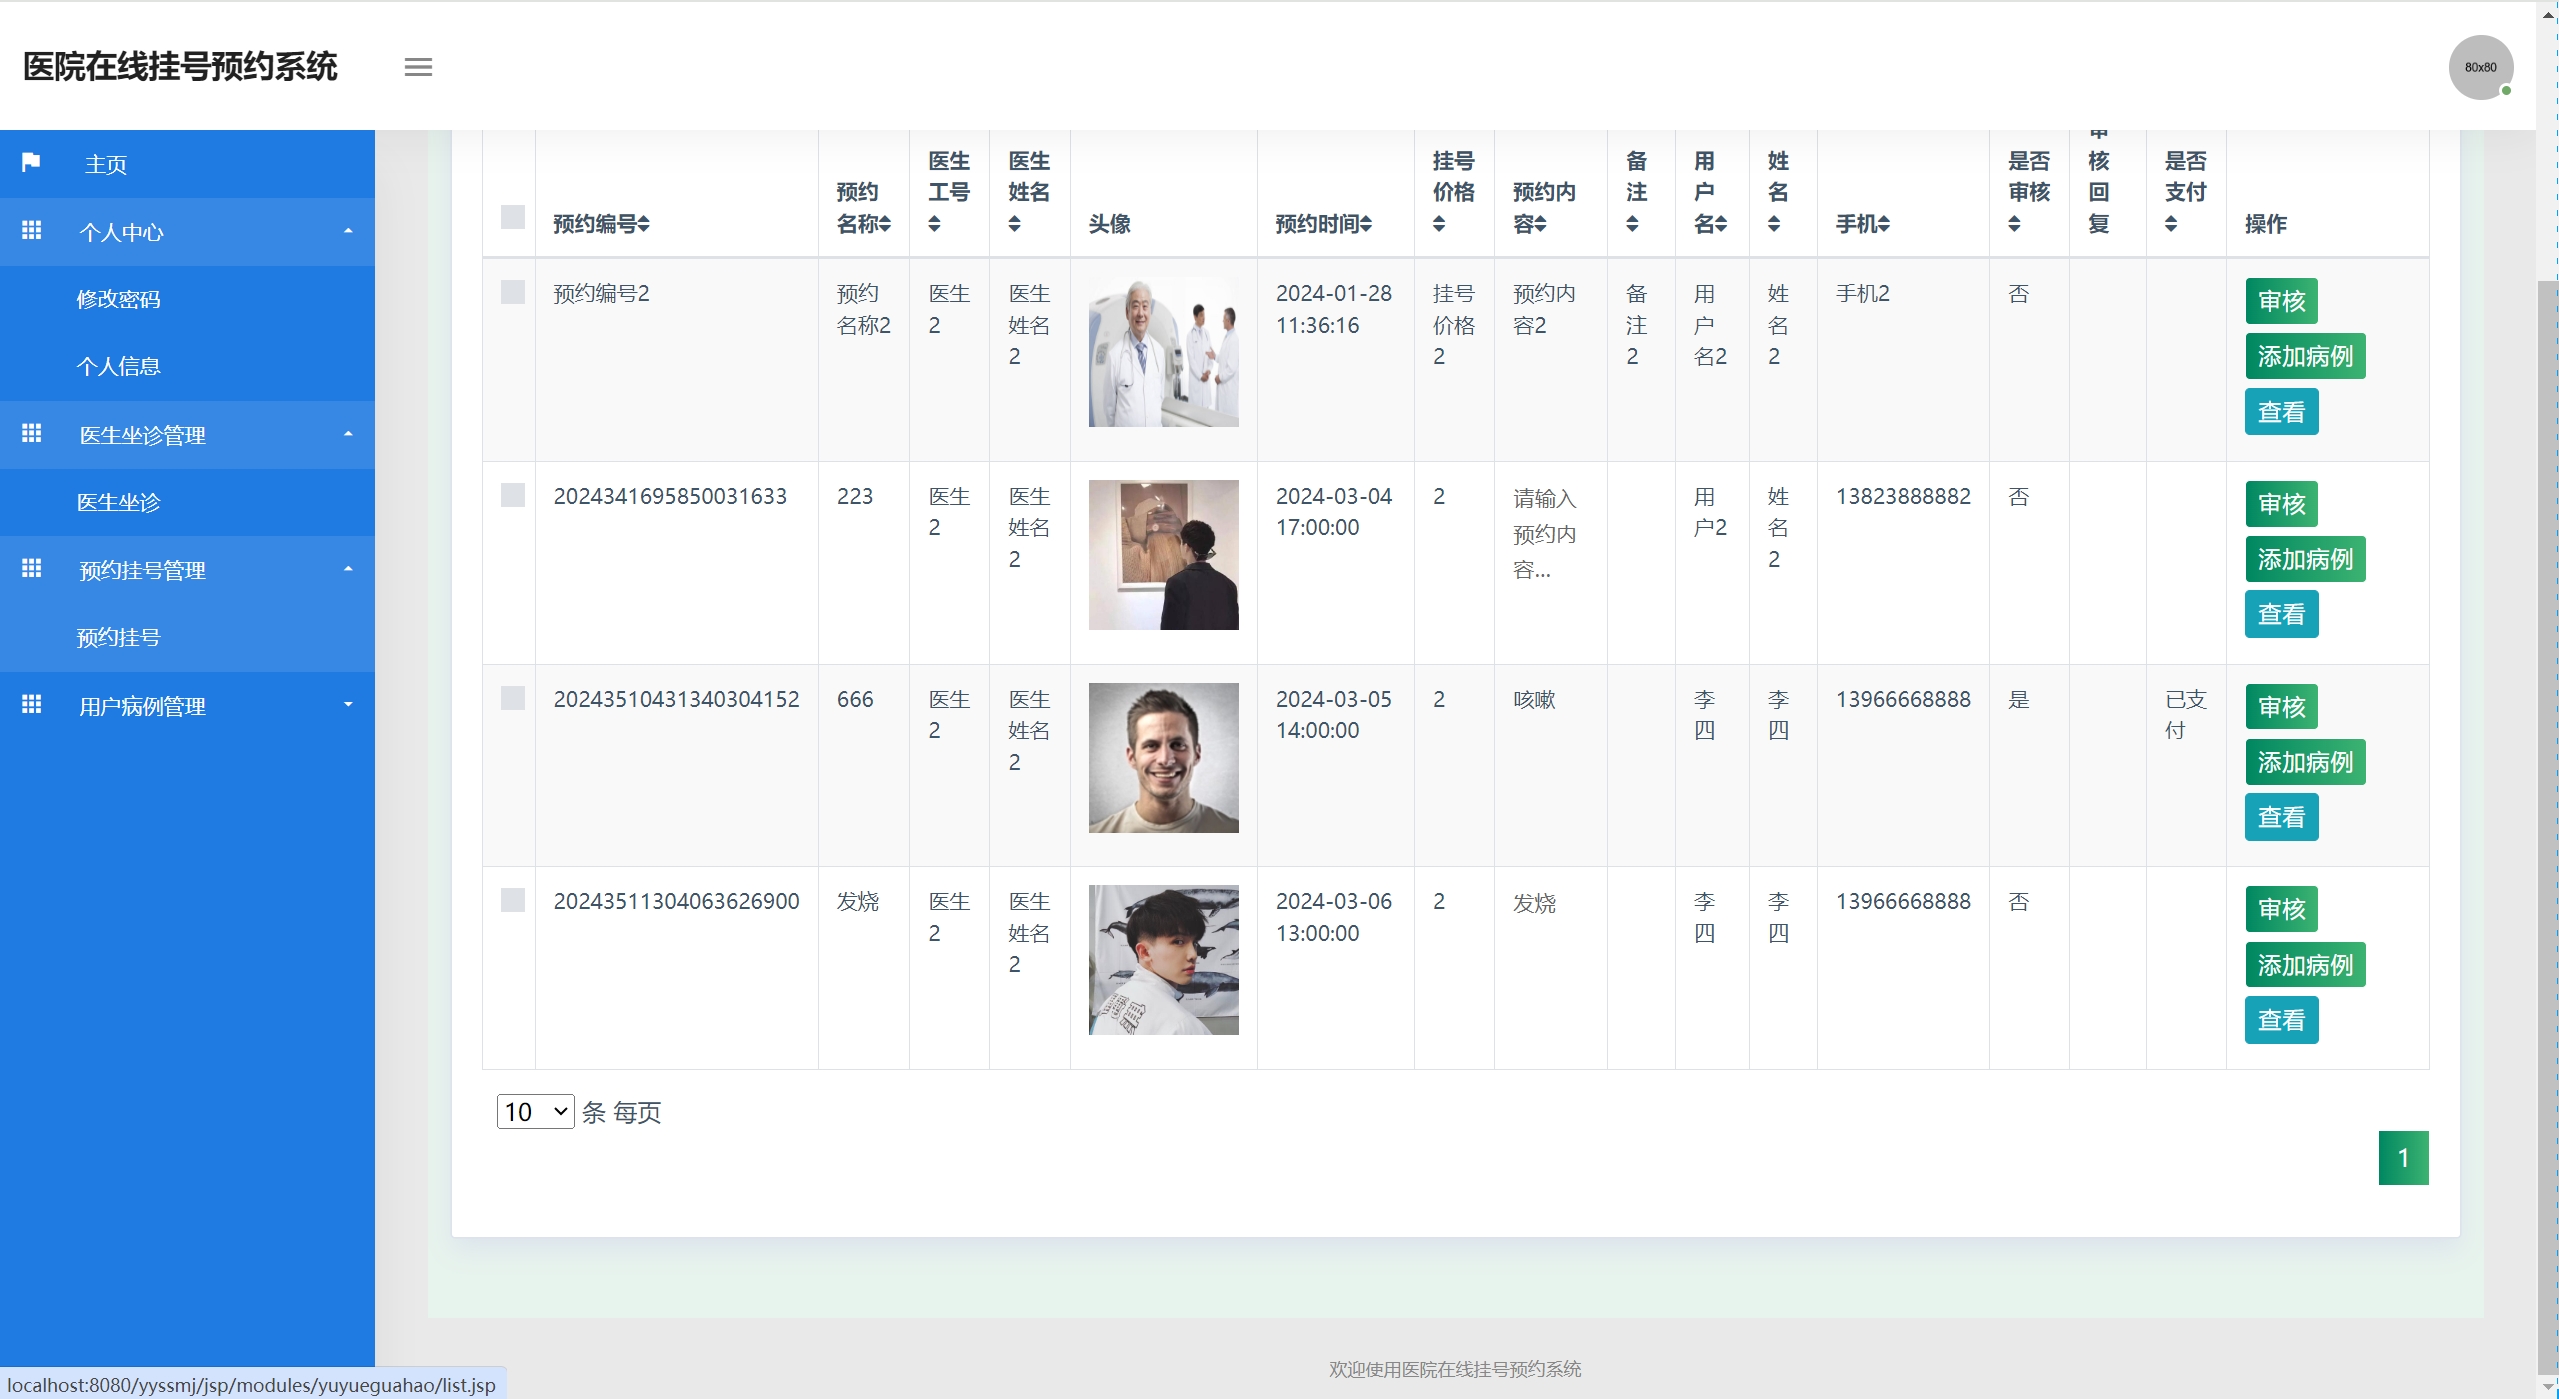 医院在线挂号预约系统
80x80
主页
个人中心
修改密码
个人信息
医生坐诊管理
医生坐诊
预约挂号管理
预约挂号
用户病例管理
预约编号 预约名称 医生工号 医生姓名 头像 预约时间 挂号价格 预约内容 备注 用户名 姓名 手机 是否审核 审核回复 是否支付 操作
预约编号2 预约名称2 医生2 医生姓名2 2024-01-28 11:36:16 挂号价格2 预约内容2 备注2 用户名2 姓名2 手机2 否 审核
添加病例
查看
2024341695850031633 223 医生2 医生姓名2 2024-03-04 17:00:00 2 请输入预约内容... 用户2 姓名2 13823888882 否 审核
添加病例
查看
20243510431340304152 666 医生2 医生姓名2 2024-03-05 14:00:00 2 咳嗽 李四 李四 13966668888 是 已支付 审核
添加病例
查看
20243511304063626900 发烧 医生2 医生姓名2 2024-03-06 13:00:00 2 发烧 李四 李四 13966668888 否 审核
添加病例
查看
10 条 每页
1
欢迎使用医院在线挂号预约系统
localhost:8080/yyssmj/jsp/modules/yuyueguahao/list.jsp